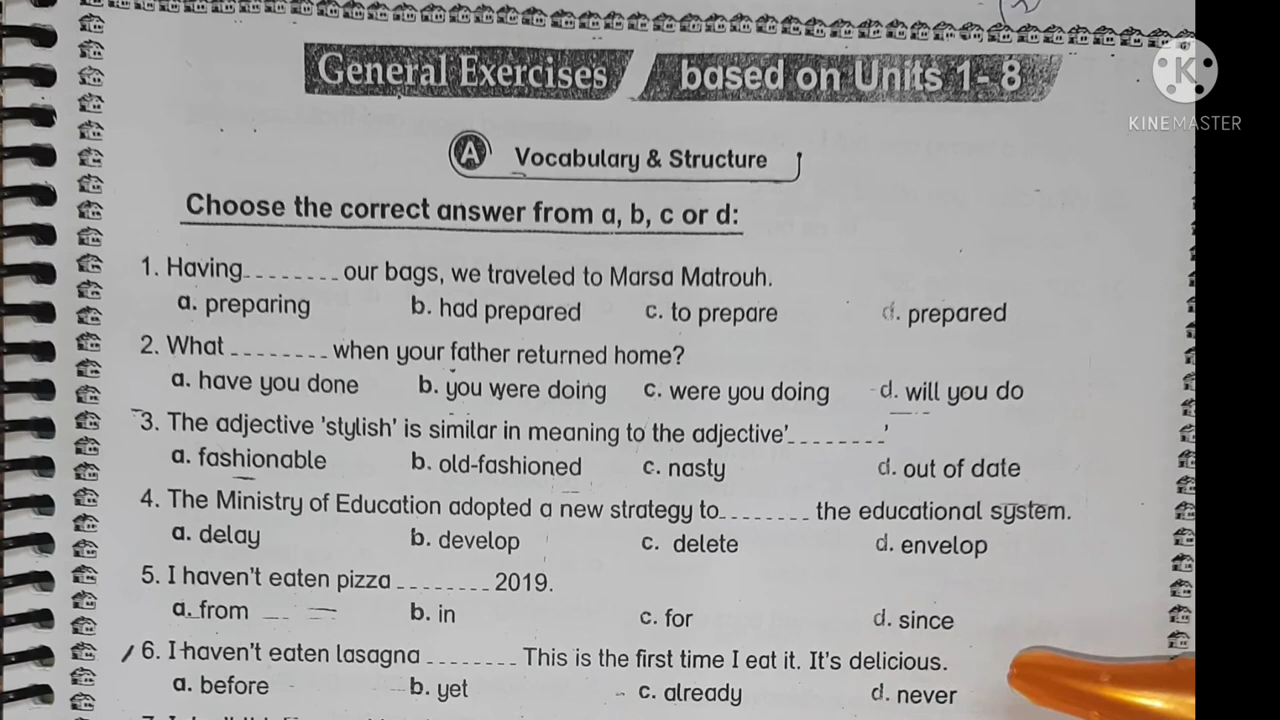 General Exercises based on Units 1- 8
K
KINEMASTER
A Vocabulary & Structure
Choose the correct answer from a, b, c or d:
1. Having........ our bags, we traveled to Marsa Matrouh.
a. preparing b. had prepared c. to prepare d. prepared
2. What ........ when your father returned home?
a. have you done b. you were doing c. were you doing d. will you do
3. The adjective 'stylish' is similar in meaning to the adjective'........'
a. fashionable b. old-fashioned c. nasty d. out of date
4. The Ministry of Education adopted a new strategy to........ the educational system.
a. delay b. develop c. delete d. envelop
5. I haven't eaten pizza ........ 2019.
a. from b. in c. for d. since
6. I haven't eaten lasagna ........ This is the first time I eat it. It's delicious.
a. before b. yet c. already d. never